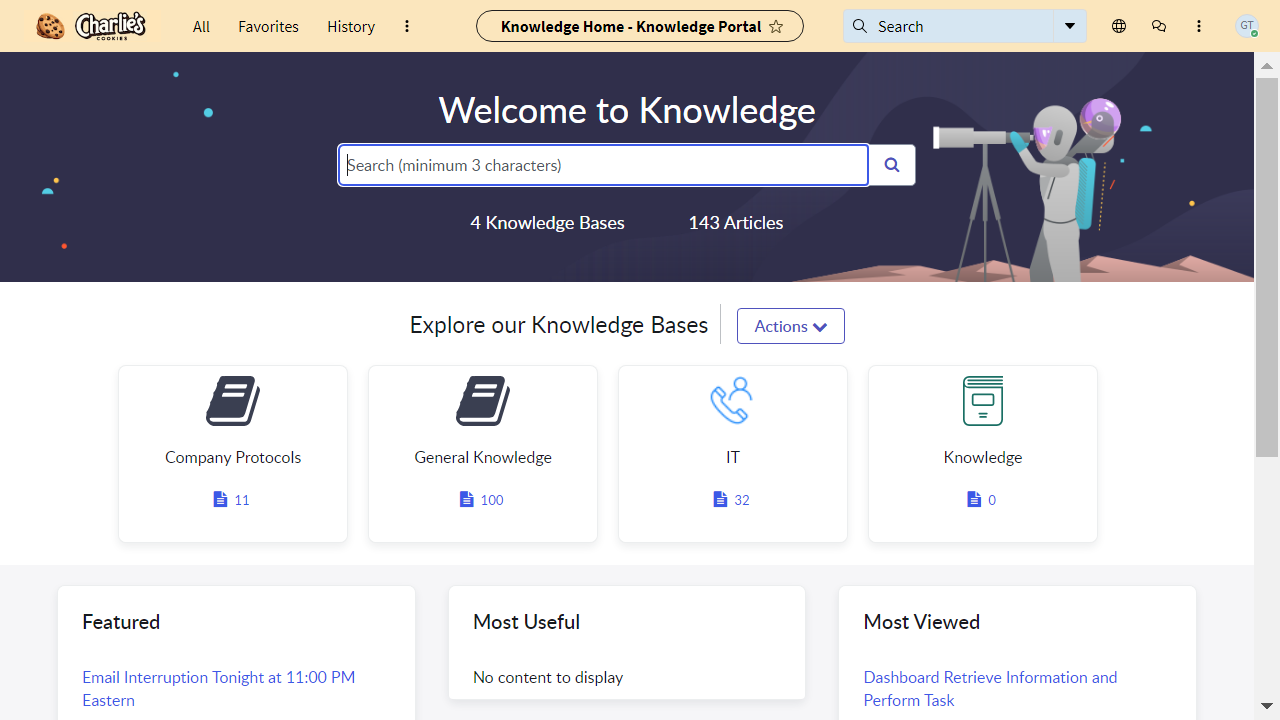 Charlie's
COOKIES
All
Favorites
History
Knowledge Home - Knowledge Portal
Search
GT
Welcome to Knowledge
Search (minimum 3 characters)
4 Knowledge Bases
143 Articles
Explore our Knowledge Bases
Actions
Company Protocols
General Knowledge
IT
Knowledge
11
100
32
0
Featured
Most Useful
Most Viewed
Email Interruption Tonight at 11:00 PM
Eastern
No content to display
Dashboard Retrieve Information and
Perform Task